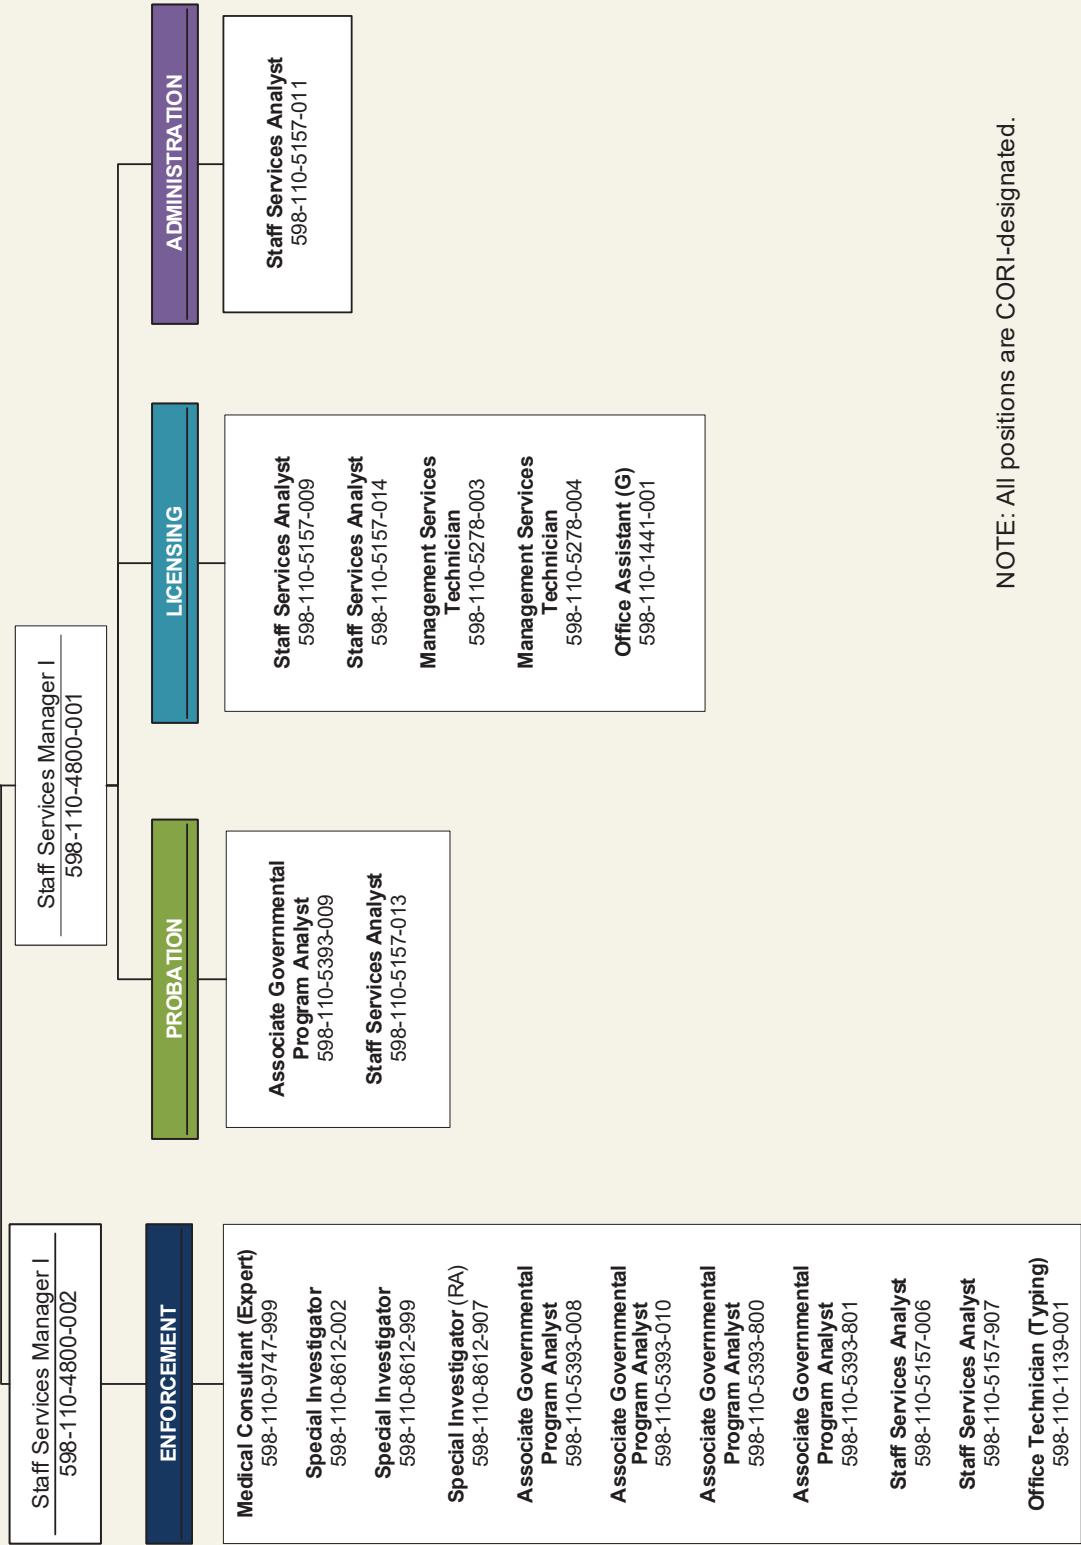 Staff Services Manager I
598-110-4800-002
ENFORCEMENT
Medical Consultant (Expert)
598-110-9747-999
Special Investigator
598-110-8612-002
Special Investigator
598-110-8612-999
Special Investigator (RA)
598-110-8612-907
Associate Governmental
Program Analyst
598-110-5393-008
Associate Governmental
Program Analyst
598-110-5393-010
Associate Governmental
Program Analyst
598-110-5393-800
Associate Governmental
Program Analyst
598-110-5393-801
Staff Services Analyst
598-110-5157-006
Staff Services Analyst
598-110-5157-907
Office Technician (Typing)
598-110-1139-001
Staff Services Manager I
598-110-4800-001
PROBATION
Associate Governmental
Program Analyst
598-110-5393-009
Staff Services Analyst
598-110-5157-013
LICENSING
Staff Services Analyst
598-110-5157-009
Staff Services Analyst
598-110-5157-014
Management Services
Technician
598-110-5278-003
Management Services
Technician
598-110-5278-004
Office Assistant (G)
598-110-1441-001
ADMINISTRATION
Staff Services Analyst
598-110-5157-011
NOTE: All positions are CORI-designated.